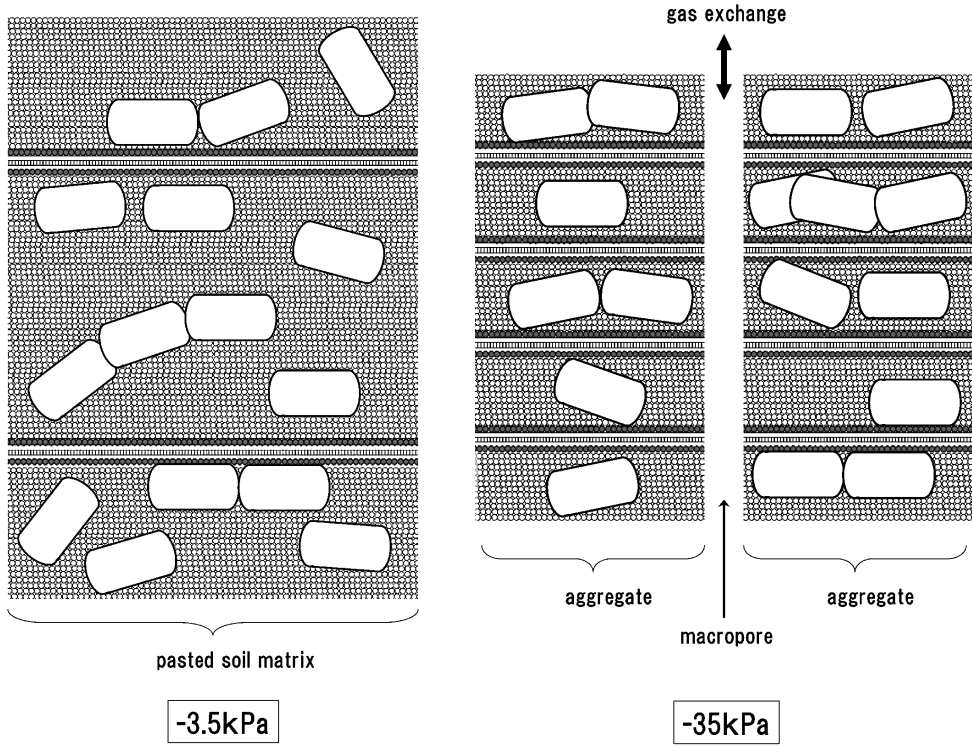 gas exchange
aggregate
aggregate
macropore
pasted soil matrix
-3.5kPa
-35kPa